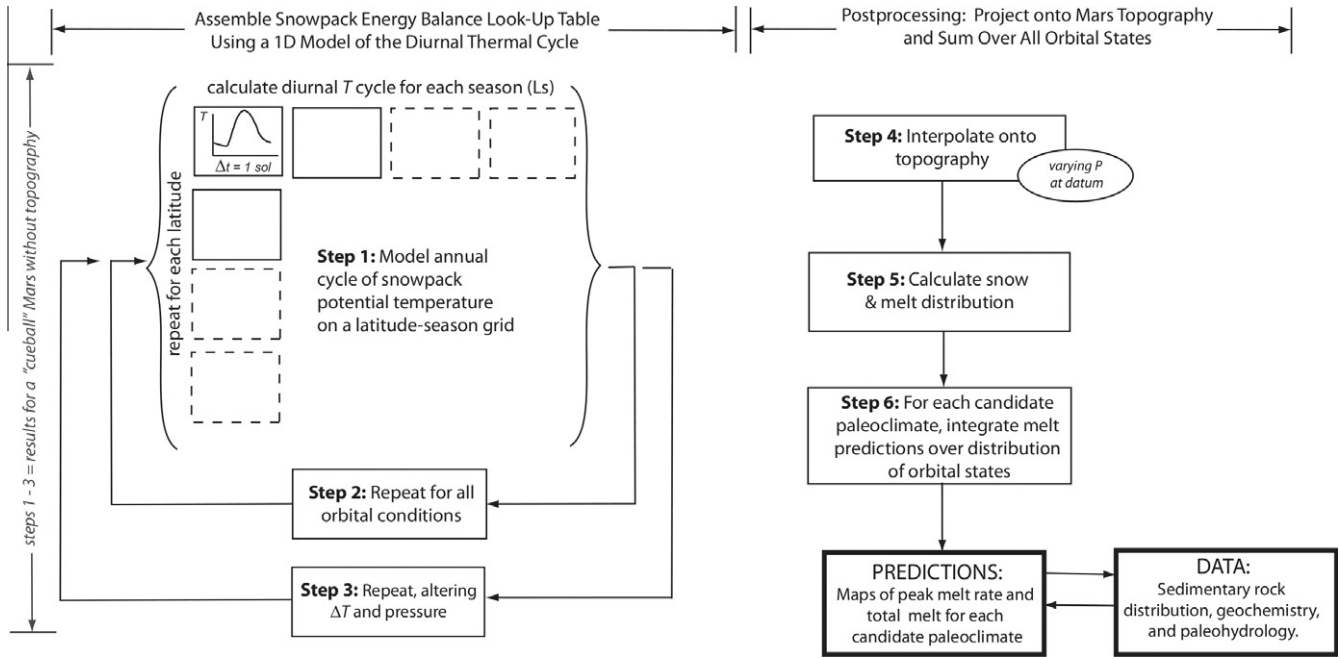 Assemble Snowpack Energy Balance Look-Up Table
Using a 1D Model of the Diurnal Thermal Cycle
Postprocessing: Project onto Mars Topography
and Sum Over All Orbital States
steps 1 - 3 = results for a "cueball" Mars without topography
calculate diurnal T cycle for each season (Ls)
T
Δt = 1 sol
repeat for each latitude
Step 1: Model annual
cycle of snowpack
potential temperature
on a latitude-season grid
Step 2: Repeat for all
orbital conditions
Step 3: Repeat, altering
ΔT and pressure
Step 4: Interpolate onto
topography
varying P
at datum
Step 5: Calculate snow
& melt distribution
Step 6: For each candidate
paleoclimate, integrate melt
predictions over distribution
of orbital states
PREDICTIONS:
Maps of peak melt rate and
total melt for each
candidate paleoclimate
DATA:
Sedimentary rock
distribution, geochemistry,
and paleohydrology.